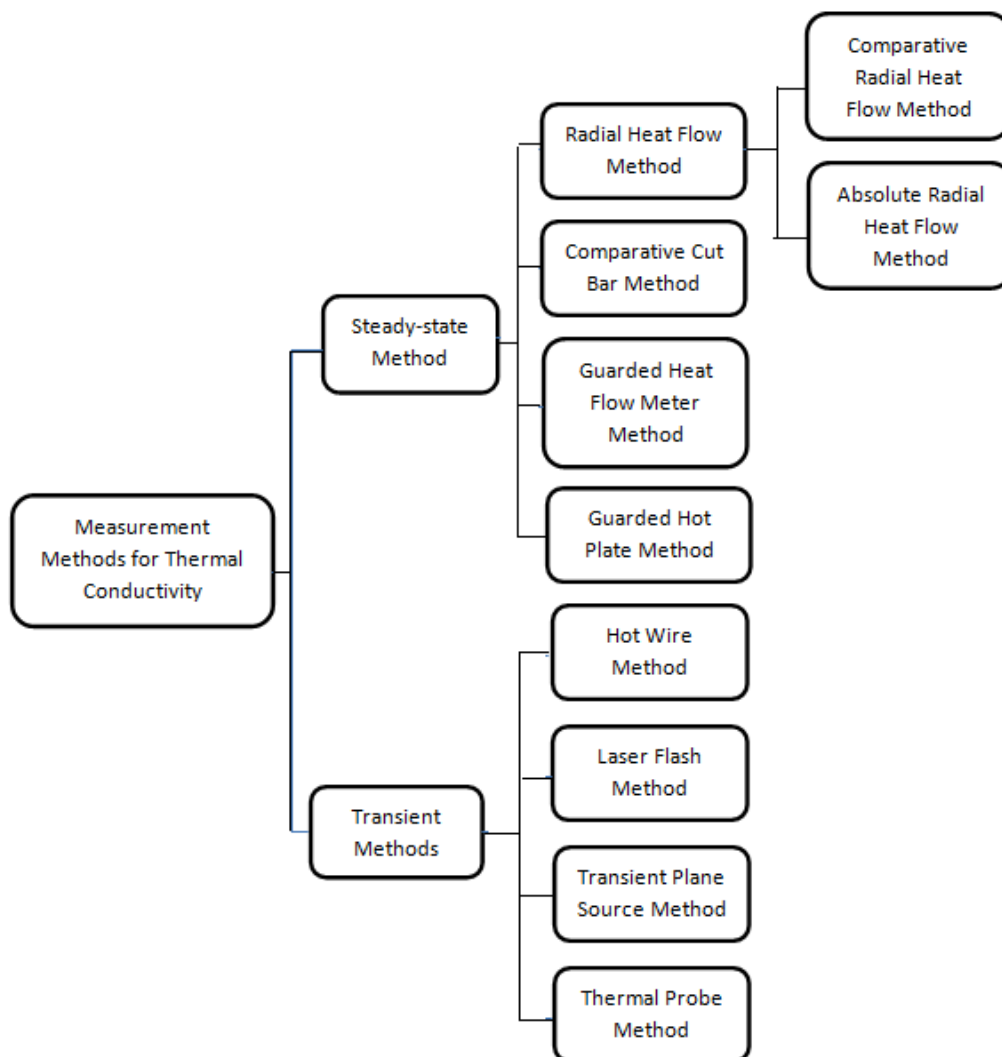 Measurement
Methods for Thermal
Conductivity
Steady-state
Method
Radial Heat Flow
Method
Comparative
Radial Heat
Flow Method
Absolute Radial
Heat Flow
Method
Comparative Cut
Bar Method
Guarded Heat
Flow Meter
Method
Guarded Hot
Plate Method
Transient
Methods
Hot Wire
Method
Laser Flash
Method
Transient Plane
Source Method
Thermal Probe
Method